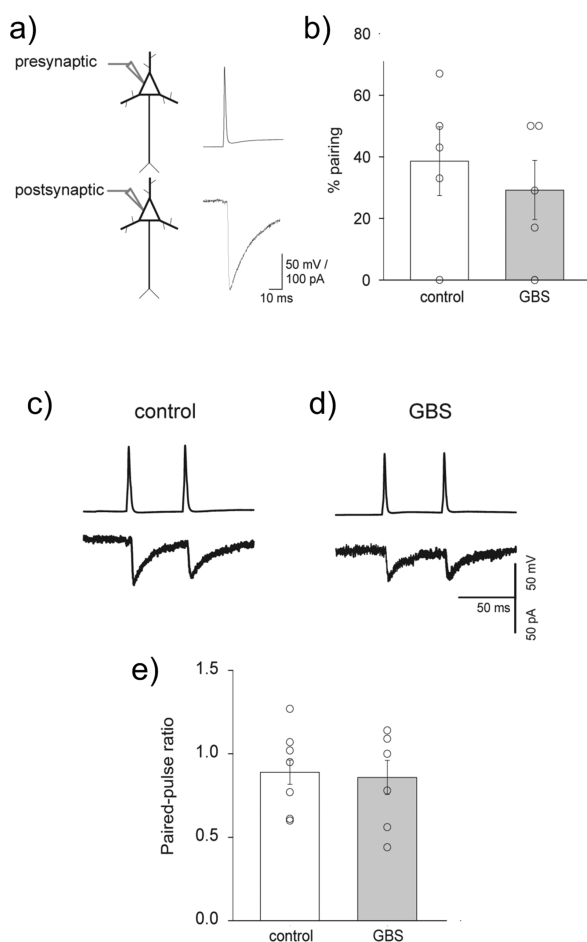 a)
presynaptic
postsynaptic
50 mV /
100 pA
10 ms
b)
% pairing
80
60
40
20
0
control
GBS
c)
control
d)
GBS
50 mV
50 ms
50 pA
e)
Paired-pulse ratio
1.5
1.0
0.5
0.0
control
GBS